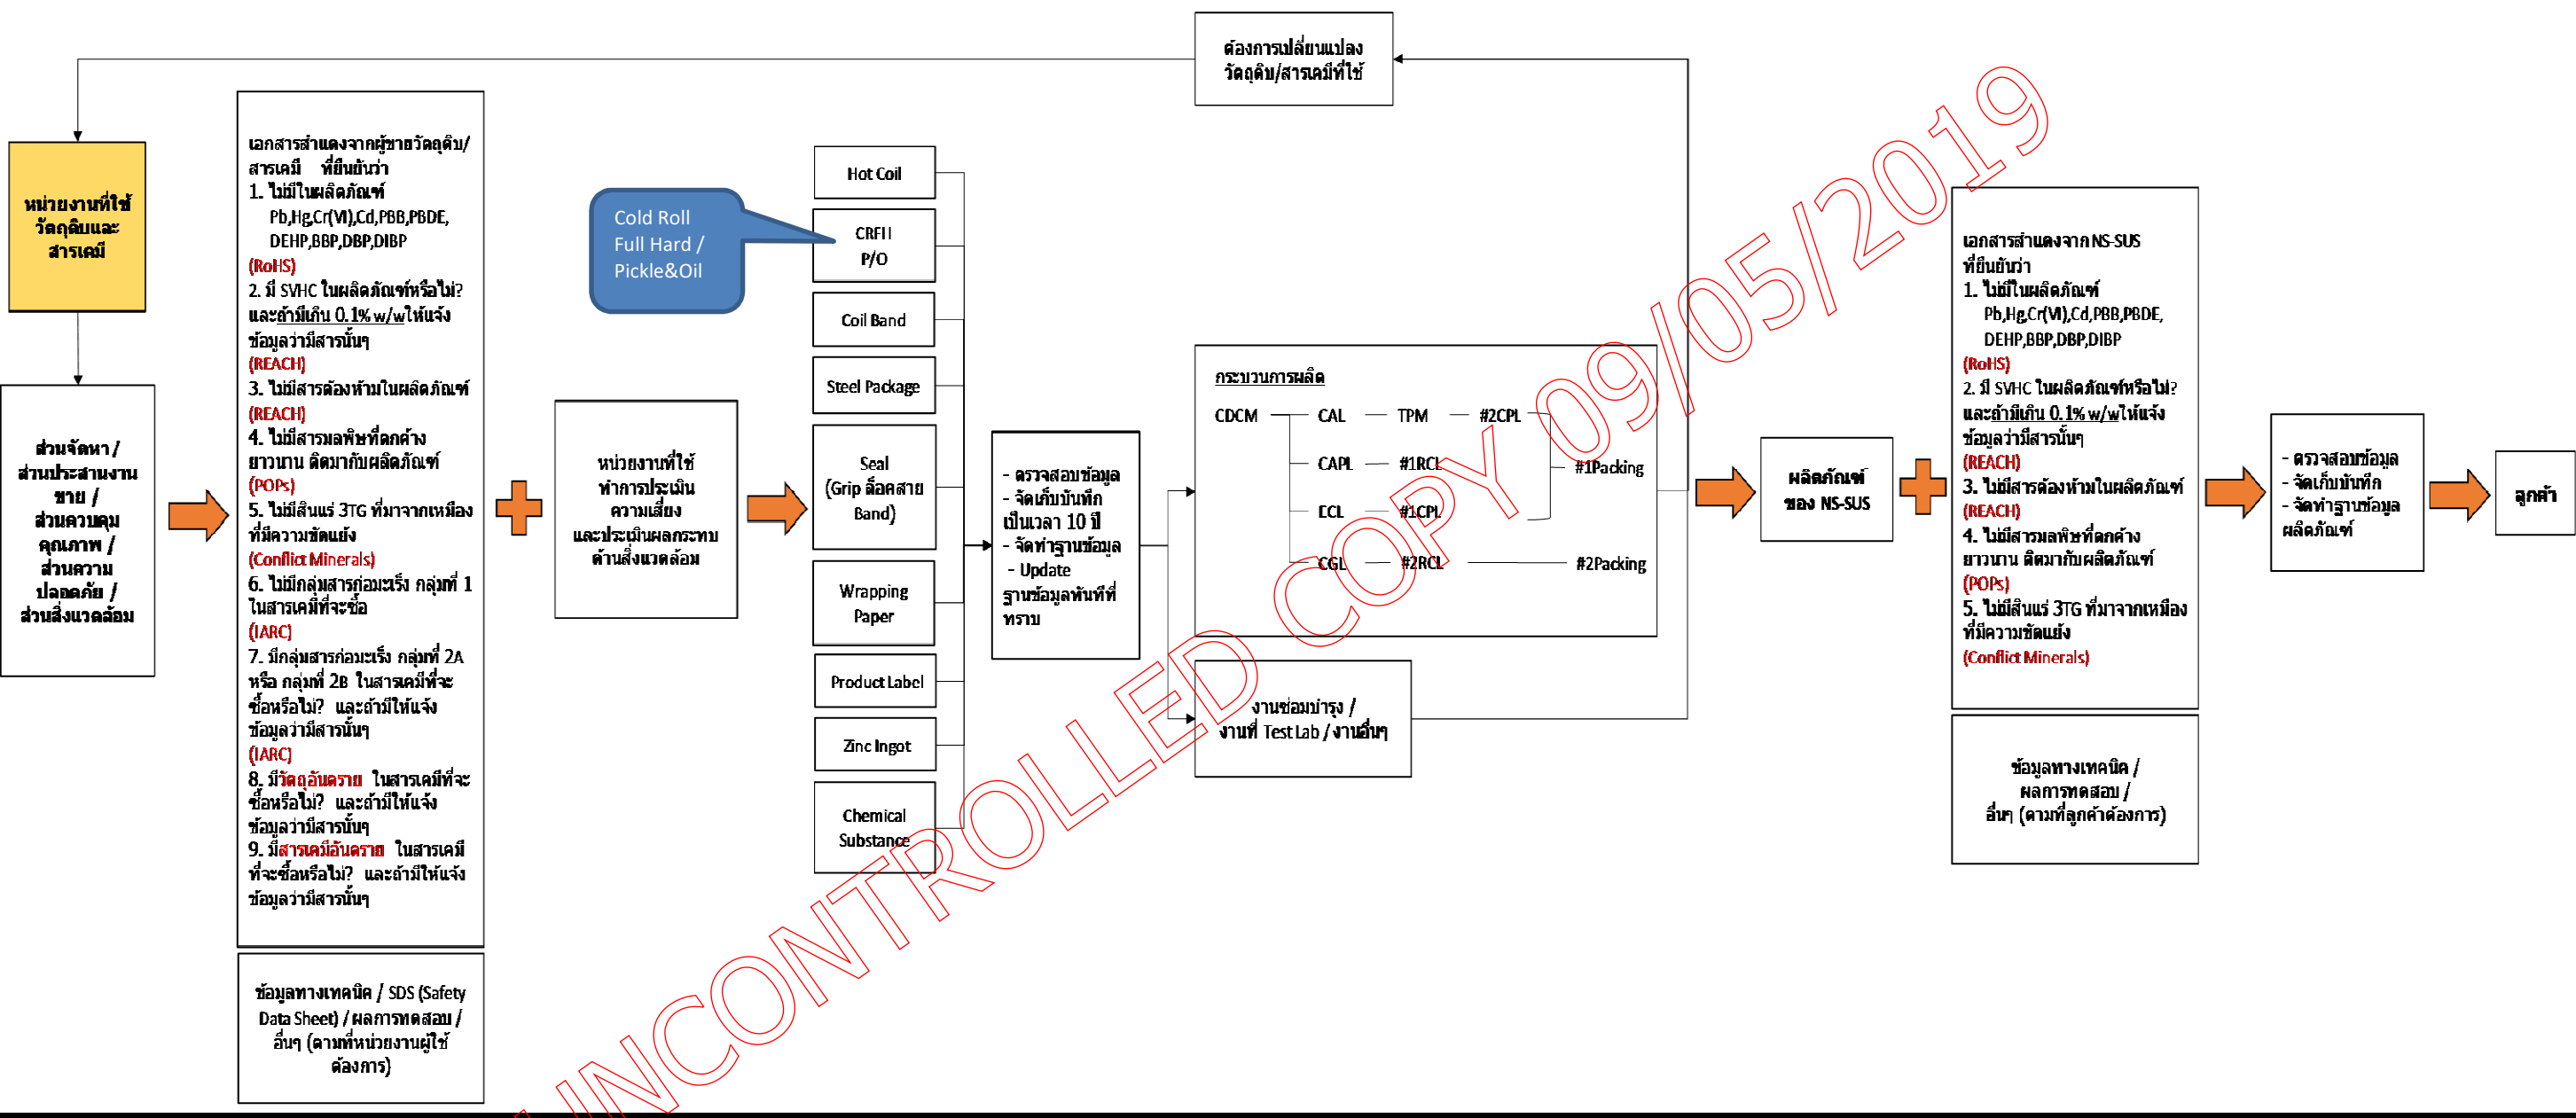 ต้องการเปลี่ยนแปลง
วัตถุดิบ/สารเคมีที่ใช้
หน่วยงานที่ใช้
วัตถุดิบและ
สารเคมี
ส่วนจัดหา /
ส่วนประสานงาน
ขาย /
ส่วนควบคุม
คุณภาพ /
ส่วนความ
ปลอดภัย /
ส่วนสิ่งแวดล้อม
เอกสารสำแดงจากผู้ขายวัตถุดิบ/
สารเคมี ที่ยืนยันว่า
1. ไม่มีในผลิตภัณฑ์
Pb,Hg,Cr(VI),Cd,PBB,PBDE,
DEHP,BBP,DBP,DIBP
(RoHS)
2. มี SVHC ในผลิตภัณฑ์หรือไม่?
และถ้ามีเกิน 0.1% w/w ให้แจ้ง
ข้อมูลว่ามีสารนั้นๆ
(REACH)
3. ไม่มีสารต้องห้ามในผลิตภัณฑ์
(REACH)
4. ไม่มีสารมลพิษที่ตกค้าง
ยาวนาน ติดมากับผลิตภัณฑ์
(POPs)
5. ไม่มีสินแร่ 3TG ที่มาจากเหมือง
ที่มีความขัดแย้ง
(Conflict Minerals)
6. ไม่มีกลุ่มสารก่อมะเร็ง กลุ่มที่ 1
ในสารเคมีที่จะซื้อ
(IARC)
7. มีกลุ่มสารก่อมะเร็ง กลุ่มที่ 2A
หรือ กลุ่มที่ 2B ในสารเคมีที่จะ
ซื้อหรือไม่? และถ้ามีให้แจ้ง
ข้อมูลว่ามีสารนั้นๆ
(IARC)
8. มีวัตถุอันตราย ในสารเคมีที่จะ
ซื้อหรือไม่? และถ้ามีให้แจ้ง
ข้อมูลว่ามีสารนั้นๆ
9. มีสารเคมีอันตราย ในสารเคมี
ที่จะซื้อหรือไม่? และถ้ามีให้แจ้ง
ข้อมูลว่ามีสารนั้นๆ
ข้อมูลทางเทคนิค / SDS (Safety
Data Sheet) / ผลการทดสอบ /
อื่นๆ (ตามที่หน่วยงานผู้ใช้
ต้องการ)
หน่วยงานที่ใช้
ทำการประเมิน
ความเสี่ยง
และประเมินผลกระทบ
ด้านสิ่งแวดล้อม
Cold Roll
Full Hard /
Pickle&Oil
Hot Coil
CRFH
P/O
Coil Band
Steel Package
Seal
(Grip ล็อคสาย
Band)
Wrapping
Paper
Product Label
Zinc Ingot
Chemical
Substance
- ตรวจสอบข้อมูล
- จัดเก็บบันทึก
เป็นเวลา 10 ปี
- จัดทำฐานข้อมูล
- Update
ฐานข้อมูลทันทีที่
ทราบ
กระบวนการผลิต
CDCM CAL TPM #2CPL
CAPL #1RCL #1Packing
ECL #1CPL
CGL #2RCL #2Packing
งานซ่อมบำรุง /
งานที่ Test Lab / งานอื่นๆ
ผลิตภัณฑ์
ของ NS-SUS
เอกสารสำแดงจาก NS-SUS
ที่ยืนยันว่า
1. ไม่มีในผลิตภัณฑ์
Pb,Hg,Cr(VI),Cd,PBB,PBDE,
DEHP,BBP,DBP,DIBP
(RoHS)
2. มี SVHC ในผลิตภัณฑ์หรือไม่?
และถ้ามีเกิน 0.1% w/w ให้แจ้ง
ข้อมูลว่ามีสารนั้นๆ
(REACH)
3. ไม่มีสารต้องห้ามในผลิตภัณฑ์
(REACH)
4. ไม่มีสารมลพิษที่ตกค้าง
ยาวนาน ติดมากับผลิตภัณฑ์
(POPs)
5. ไม่มีสินแร่ 3TG ที่มาจากเหมือง
ที่มีความขัดแย้ง
(Conflict Minerals)
ข้อมูลทางเทคนิค /
ผลการทดสอบ /
อื่นๆ (ตามที่ลูกค้าต้องการ)
- ตรวจสอบข้อมูล
- จัดเก็บบันทึก
- จัดทำฐานข้อมูล
ผลิตภัณฑ์
ลูกค้า
UNCONTROLLED COPY 09/05/2019